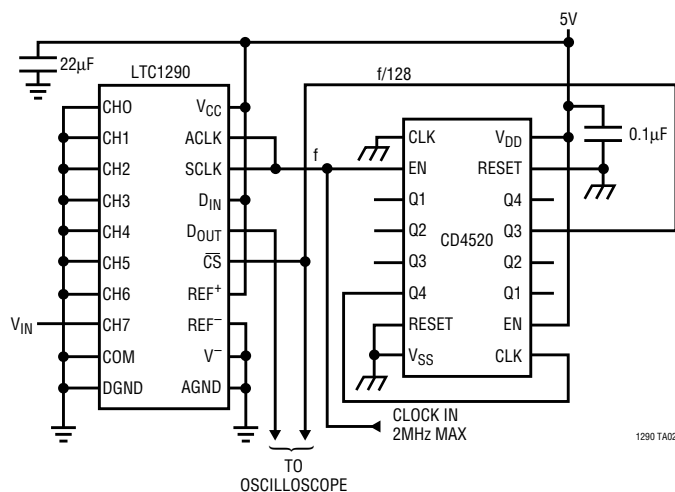 5V
22µF
LTC1290
f/128
CH0
CH1
CH2
CH3
CH4
CH5
CH6
CH7
COM
DGND
VCC
ACLK
SCLK
DIN
DOUT
CS
REF+
REF–
V–
AGND
VIN
f
CLK
EN
Q1
Q2
Q3
Q4
RESET
VSS
CD4520
VDD
RESET
Q4
Q3
Q2
Q1
EN
CLK
0.1µF
CLOCK IN
2MHz MAX
TO
OSCILLOSCOPE
1290 TA02